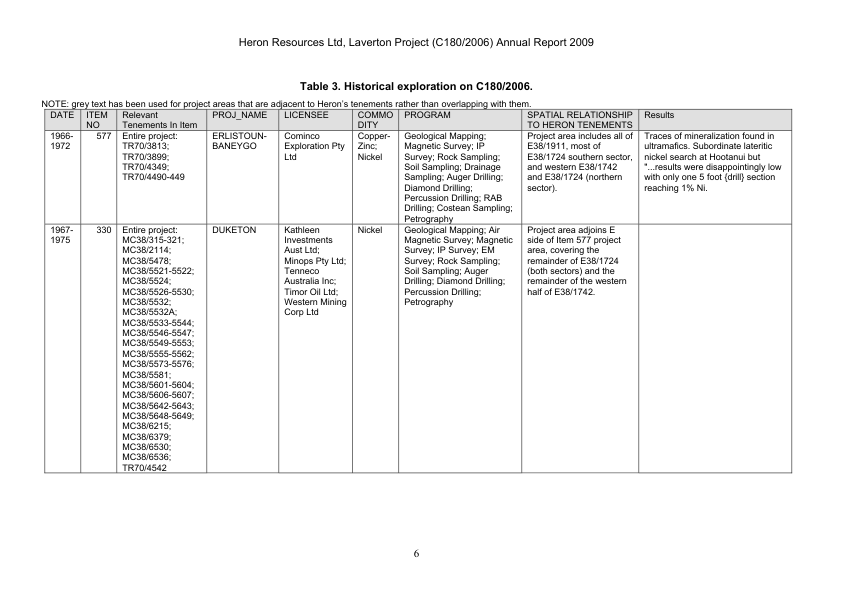 Heron Resources Ltd, Laverton Project (C180/2006) Annual Report 2009
Table 3. Historical exploration on C180/2006.
NOTE: grey text has been used for project areas that are adjacent to Heron's tenements rather than overlapping with them.
DATE
ITEM
NO
Relevant
Tenements In Item
PROJ_NAME
LICENSEE
COMMO
DITY
PROGRAM
SPATIAL RELATIONSHIP
TO HERON TENEMENTS
Results
1966-
1972
577
Entire project:
TR70/3813;
TR70/3899;
TR70/4349;
TR70/4490-449
ERLISTOUN-
BANEYGO
Cominco
Exploration Pty
Ltd
Copper-
Zinc;
Nickel
Geological Mapping;
Magnetic Survey; IP
Survey; Rock Sampling;
Soil Sampling; Drainage
Sampling; Auger Drilling;
Diamond Drilling;
Percussion Drilling; RAB
Drilling; Costean Sampling;
Petrography
Project area includes all of
E38/1911, most of
E38/1724 southern sector,
and western E38/1742
and E38/1724 (northern
sector).
Traces of mineralization found in
ultramafics. Subordinate lateritic
nickel search at Hootanui but
"...results were disappointingly low
with only one 5 foot {drill} section
reaching 1% Ni.
1967-
1975
330
Entire project:
MC38/315-321;
MC38/2114;
MC38/5478;
MC38/5521-5522;
MC38/5524;
MC38/5526-5530;
MC38/5532;
MC38/5532A;
MC38/5533-5544;
MC38/5546-5547;
MC38/5549-5553;
MC38/5555-5562;
MC38/5573-5576;
MC38/5581;
MC38/5601-5604;
MC38/5606-5607;
MC38/5642-5643;
MC38/5648-5649;
MC38/6215;
MC38/6379;
MC38/6530;
MC38/6536;
TR70/4542
DUKETON
Kathleen
Investments
Aust Ltd;
Minops Pty Ltd;
Tenneco
Australia Inc;
Timor Oil Ltd;
Western Mining
Corp Ltd
Nickel
Geological Mapping; Air
Magnetic Survey; Magnetic
Survey; IP Survey; EM
Survey; Rock Sampling;
Soil Sampling; Auger
Drilling; Diamond Drilling;
Percussion Drilling;
Petrography
Project area adjoins E
side of Item 577 project
area, covering the
remainder of E38/1724
(both sectors) and the
remainder of the western
half of E38/1742.
6